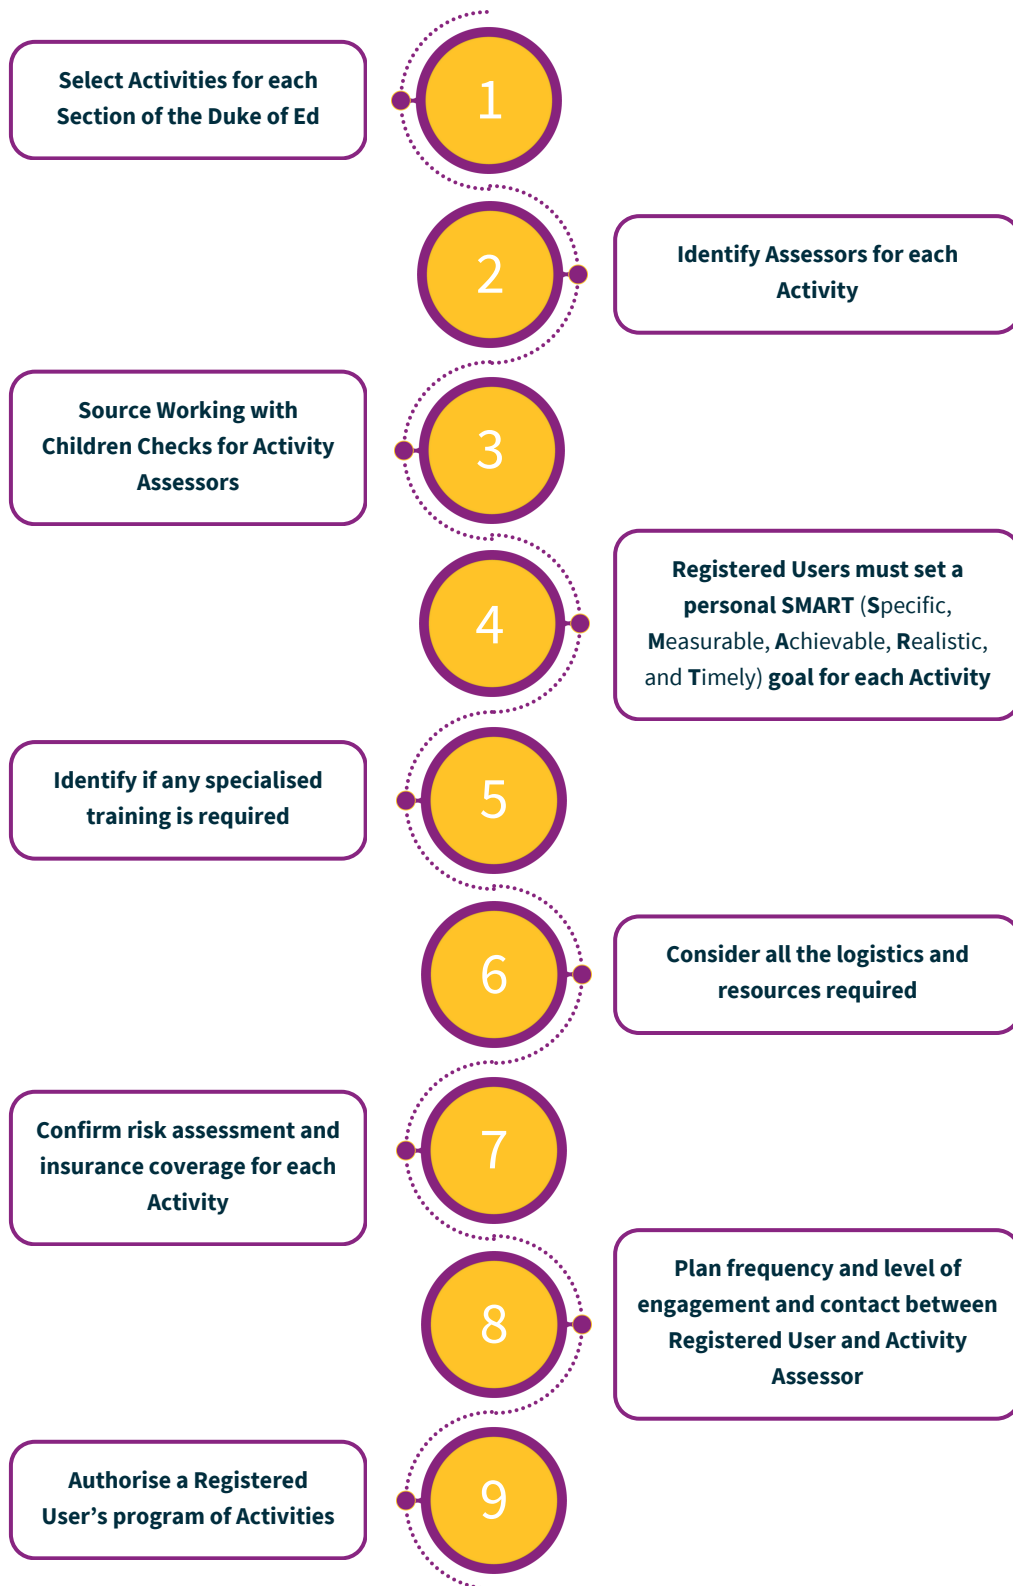 1
Select Activities for each
Section of the Duke of Ed
2
Identify Assessors for each
Activity
3
Source Working with
Children Checks for Activity
Assessors
4
Registered Users must set a
personal SMART (Specific,
Measurable, Achievable, Realistic,
and Timely) goal for each Activity
5
Identify if any specialised
training is required
6
Consider all the logistics and
resources required
7
Confirm risk assessment and
insurance coverage for each
Activity
8
Plan frequency and level of
engagement and contact between
Registered User and Activity
Assessor
9
Authorise a Registered
User’s program of Activities